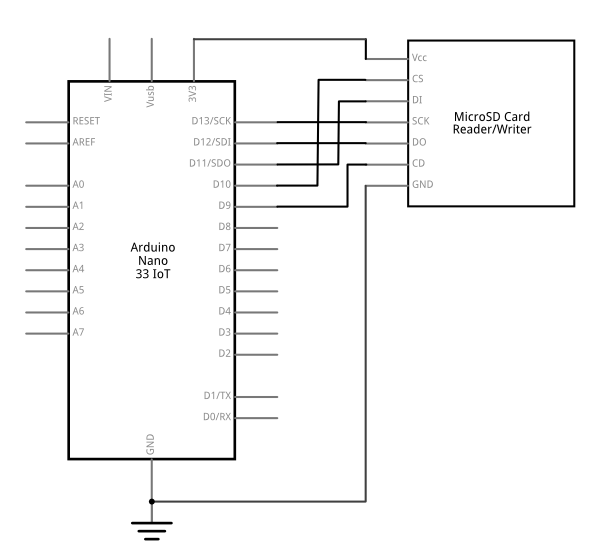 VIN
Vusb
3V3
RESET
AREF
A0
A1
A2
A3
A4
A5
A6
A7
Arduino
Nano
33 IoT
D13/SCK
D12/SDI
D11/SDO
D10
D9
D8
D7
D6
D5
D4
D3
D2
D1/TX
D0/RX
GND
Vcc
CS
DI
SCK
DO
CD
GND
MicroSD Card
Reader/Writer